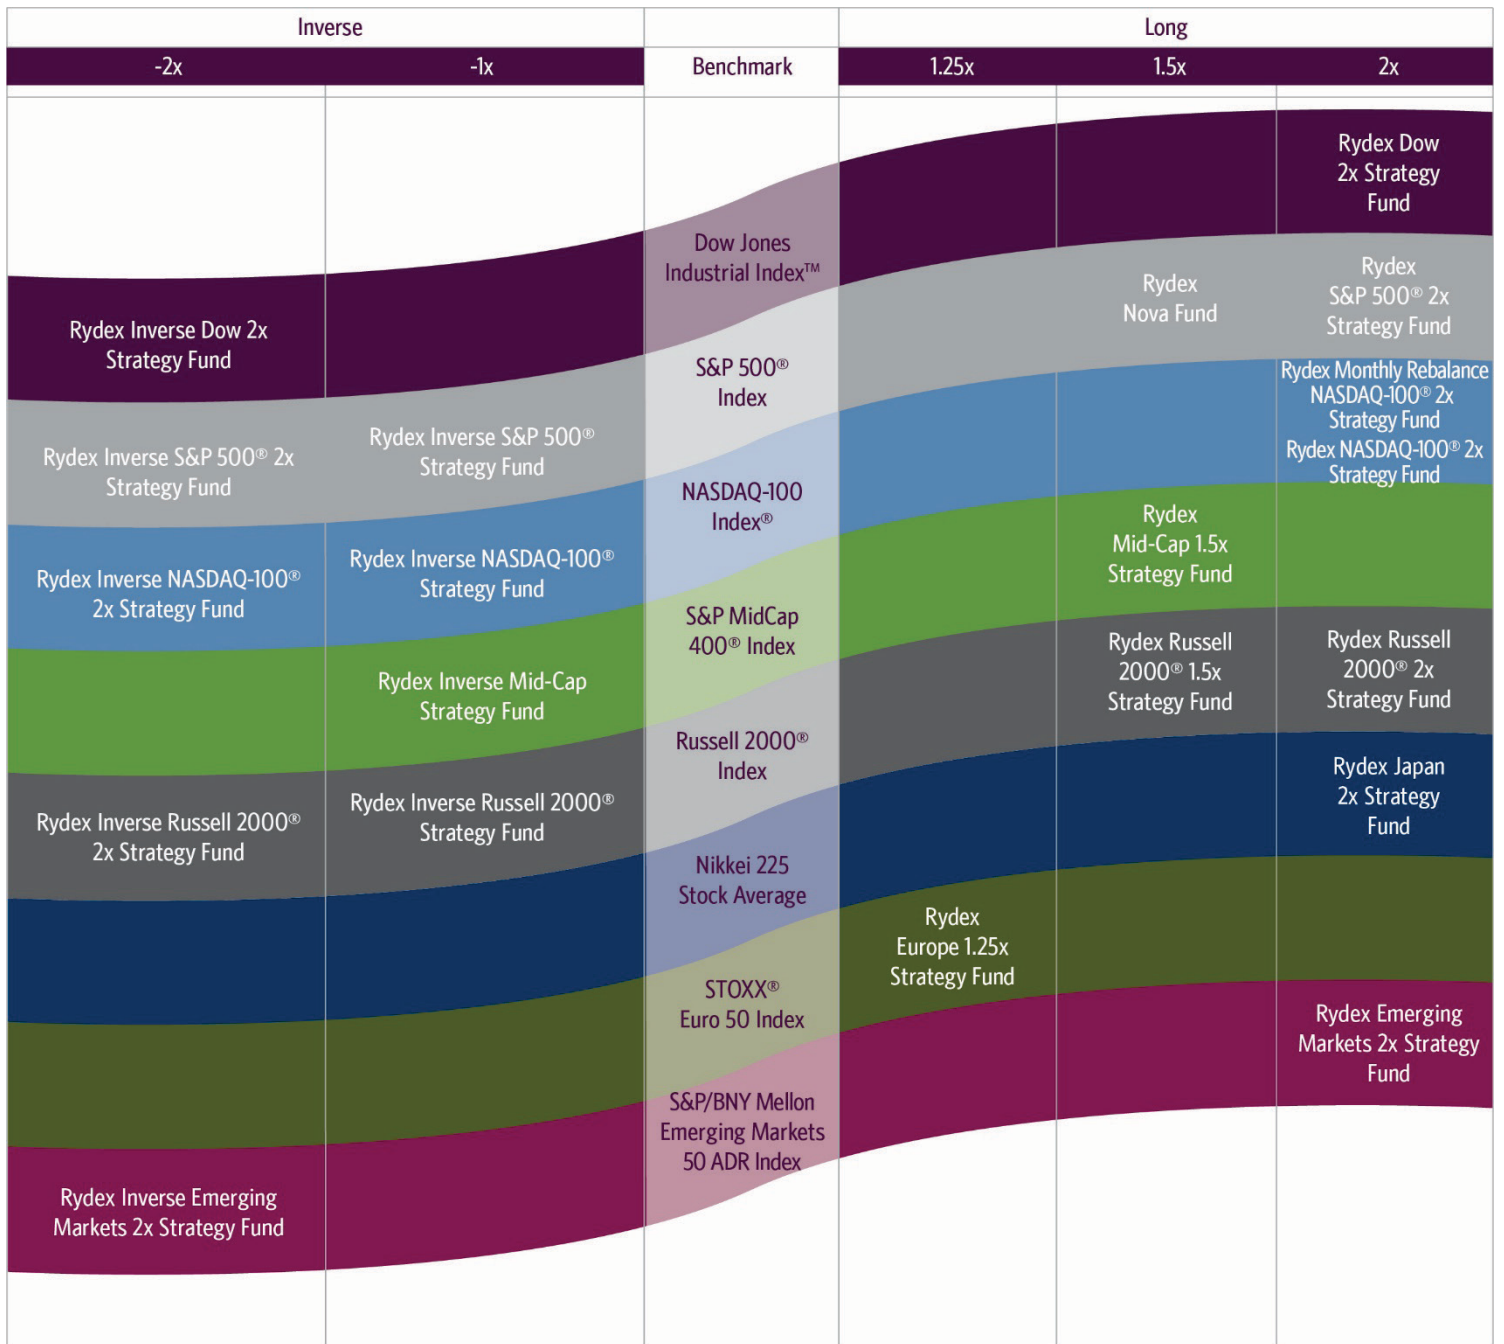 Inverse
Long
-2x
-1x
Benchmark
1.25x
1.5x
2x
Rydex Dow
2x Strategy
Fund
Dow Jones
Industrial Index™
Rydex Inverse Dow 2x
Strategy Fund
Rydex
Nova Fund
Rydex
S&P 500® 2x
Strategy Fund
S&P 500®
Index
Rydex Inverse S&P 500®
Strategy Fund
Rydex Inverse S&P 500® 2x
Strategy Fund
Rydex Monthly Rebalance
NASDAQ-100® 2x
Strategy Fund
Rydex NASDAQ-100® 2x
Strategy Fund
NASDAQ-100
Index®
Rydex Inverse NASDAQ-100®
Strategy Fund
Rydex Inverse NASDAQ-100®
2x Strategy Fund
Rydex
Mid-Cap 1.5x
Strategy Fund
S&P MidCap
400® Index
Rydex Inverse Mid-Cap
Strategy Fund
Rydex Russell
2000® 1.5x
Strategy Fund
Rydex Russell
2000® 2x
Strategy Fund
Russell 2000®
Index
Rydex Inverse Russell 2000®
Strategy Fund
Rydex Inverse Russell 2000®
2x Strategy Fund
Rydex Japan
2x Strategy
Fund
Nikkei 225
Stock Average
Rydex
Europe 1.25x
Strategy Fund
STOXX®
Euro 50 Index
Rydex Emerging
Markets 2x Strategy
Fund
S&P/BNY Mellon
Emerging Markets
50 ADR Index
Rydex Inverse Emerging
Markets 2x Strategy Fund